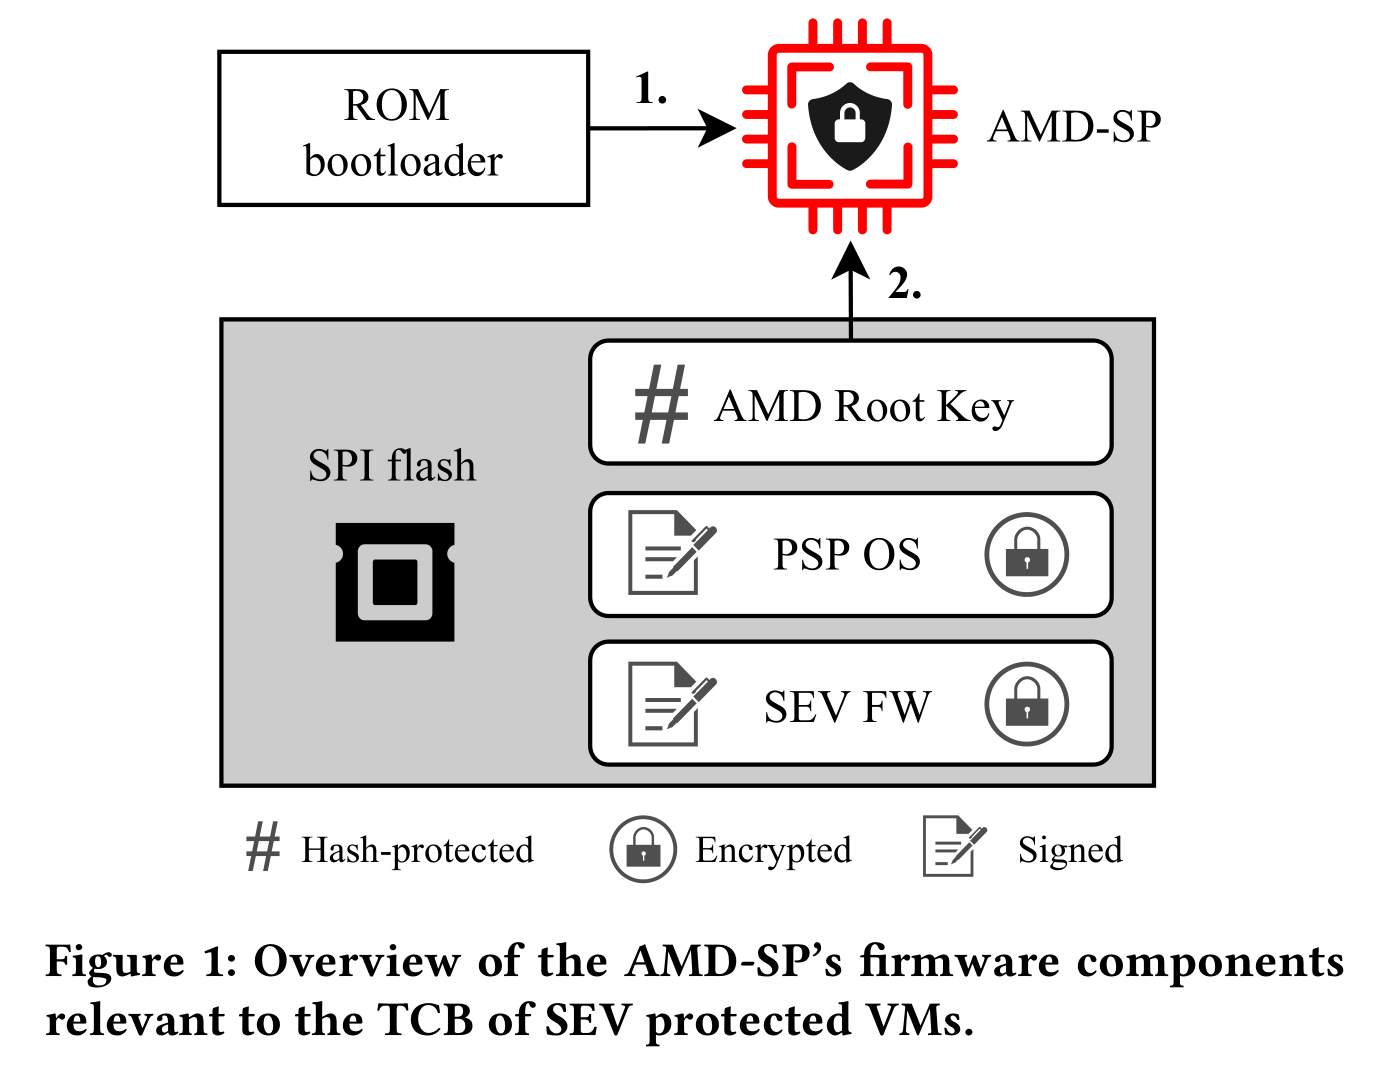 ROM
bootloader
1.
AMD-SP
2.
SPI flash
# AMD Root Key
PSP OS
SEV FW
# Hash-protected
Encrypted
Signed
Figure 1: Overview of the AMD-SP’s firmware components
relevant to the TCB of SEV protected VMs.